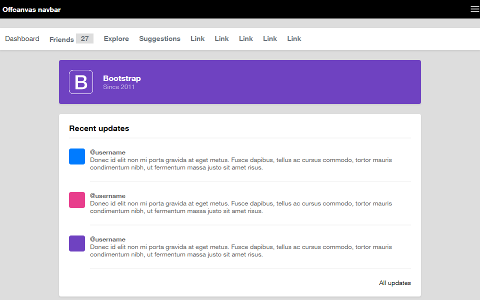 Offcanvas navbar
Dashboard Friends 27 Explore Suggestions Link Link Link Link Link
B
Bootstrap
Since 2011
Recent updates
@username
Donec id elit non mi porta gravida at eget metus. Fusce dapibus, tellus ac cursus commodo, tortor mauris
condimentum nibh, ut fermentum massa justo sit amet risus.
@username
Donec id elit non mi porta gravida at eget metus. Fusce dapibus, tellus ac cursus commodo, tortor mauris
condimentum nibh, ut fermentum massa justo sit amet risus.
@username
Donec id elit non mi porta gravida at eget metus. Fusce dapibus, tellus ac cursus commodo, tortor mauris
condimentum nibh, ut fermentum massa justo sit amet risus.
All updates